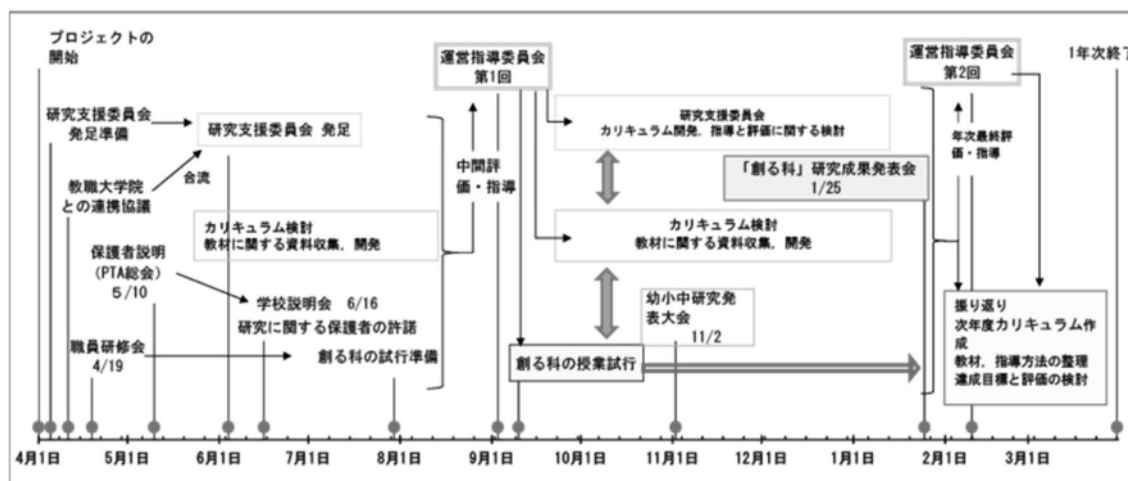 プロジェクトの
開始
運営指導委員会
第1回
運営指導委員会
第2回
1年次終了
研究支援委員会
発足準備
研究支援委員会 発足
研究支援委員会
カリキュラム開発, 指導と評価に関する検討
合流
中間評
価・指導
年次最終評
価・指導
「創る科」研究成果発表会
1/25
教職大学院
との連携協議
カリキュラム検討
教材に関する資料収集, 開発
カリキュラム検討
教材に関する資料収集, 開発
保護者説明
(PTA総会)
5/10
学校説明会 6/16
研究に関する保護者の許諾
幼小中研究発
表大会
11/2
振り返り
次年度カリキュラム作
成
教材, 指導方法の整理
達成目標と評価の検討
職員研修会
4/19
創る科の試行準備
創る科の授業試行
4月1日
5月1日
6月1日
7月1日
8月1日
9月1日
10月1日
11月1日
12月1日
1月1日
2月1日
3月1日